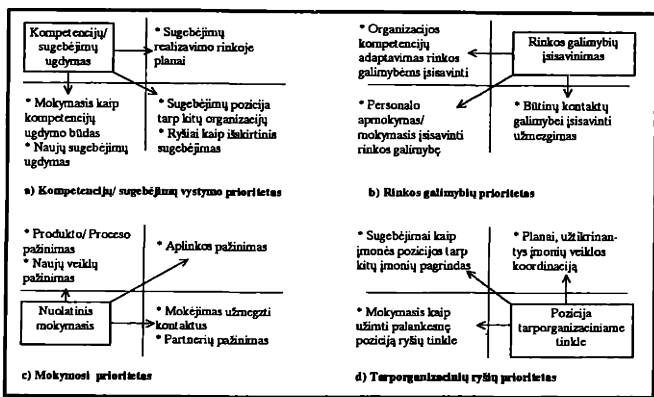 Kompetencijų/
sugebėjimų
ugdymas
* Sugebėjimų
realizavimo rinkoje
planai
* Mokymasis kaip
kompetencijų
ugdymo būdas
* Naujų sugebėjimų
ugdymas
* Sugebėjimų pozicija
tarp kitų organizacijų
* Ryšiai kaip išskirtinis
sugebėjimas
a) Kompetencijų/ sugebėjimų vystymo prioritetas
* Organizacijos
kompetencijų
adaptavimas rinkos
galimybėms įsisavinti
Rinkos galimybių
įsisavinimas
* Personalo
apmokymas/
mokymasis įsisavinti
rinkos galimybę
* Būtinų kontaktų
galimybei įsisavinti
užmezgimas
b) Rinkos galimybių prioritetas
* Produkto/ Proceso
pažinimas
* Naujų veiklų
pažinimas
* Aplinkos pažinimas
Nuolatinis
mokymasis
* Mokėjimas užmegzti
kontaktus
* Partnerių pažinimas
c) Mokymosi prioritetas
* Sugebėjimai kaip
įmonės pozicijos tarp
kitų įmonių pagrindas
* Planai, užtikrinan-
tys įmonių veiklos
koordinaciją
* Mokymasis kaip
užimti palankesnę
poziciją ryšių tinkle
Pozicija
tarporganizaciniame
tinkle
d) Tarporganizacinių ryšių prioritetas